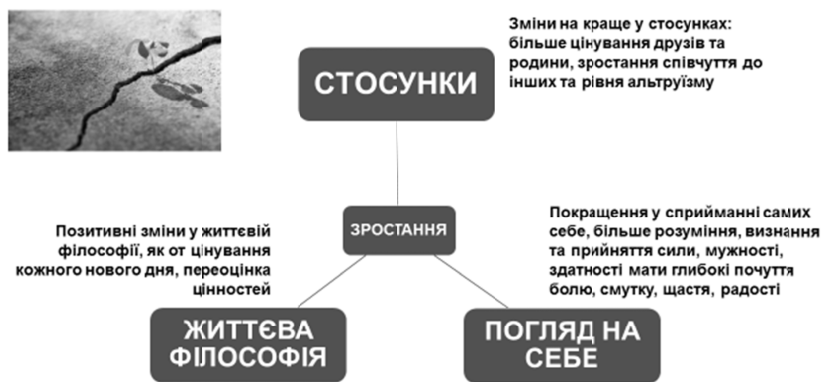 Зміни на краще у стосунках:
більше цінування друзів та
родини, зростання співчуття до
інших та рівня альтруїзму
СТОСУНКИ
ЗРОСТАННЯ
Позитивні зміни у життєвій
філософії, як от цінування
кожного нового дня, переоцінка
цінностей
Покращення у сприйманні самих
себе, більше розуміння, визнання
та прийняття сили, мужності,
здатності мати глибокі почуття
болю, смутку, щастя, радості
ЖИТТЄВА
ФІЛОСОФІЯ
ПОГЛЯД НА
СЕБЕ